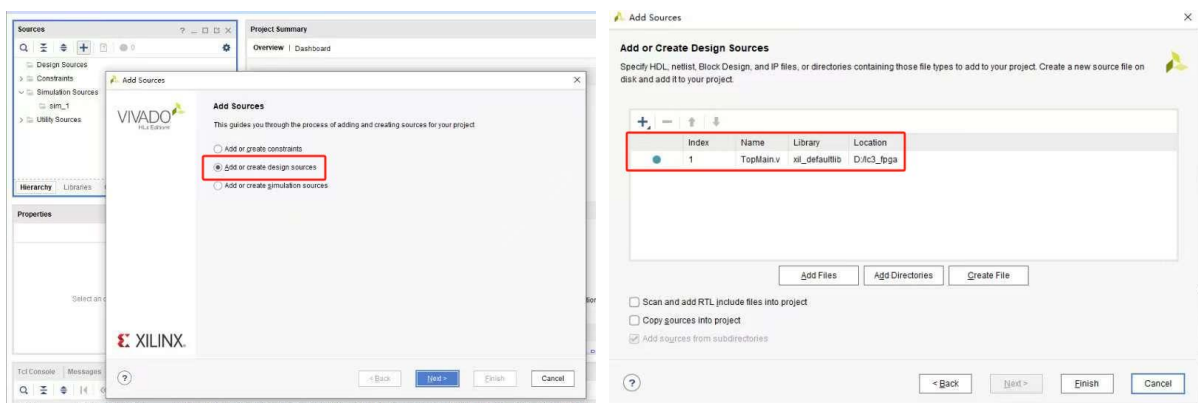 Sources
Project Summary
Overview | Dashboard
Design Sources
Constraints
Simulation Sources
sim_1
Utility Sources
Hierarchy Libraries
Properties
Select an
Tcl Console Messages
Add Sources
VIVADO
HLx Editions
Add Sources
This guides you through the process of adding and creating sources for your project
Add or create constraints
Add or create design sources
Add or create simulation sources
XILINX
< Back Next > Finish Cancel
Add Sources
Add or Create Design Sources
Specify HDL, netlist, Block Design, and IP files, or directories containing those file types to add to your project. Create a new source file on
disk and add it to your project.
Index Name Library Location
1 TopMain.v xil_defaultlib D:/lc3_fpga
Add Files Add Directories Create File
Scan and add RTL include files into project
Copy sources into project
Add sources from subdirectories
< Back Next > Finish Cancel